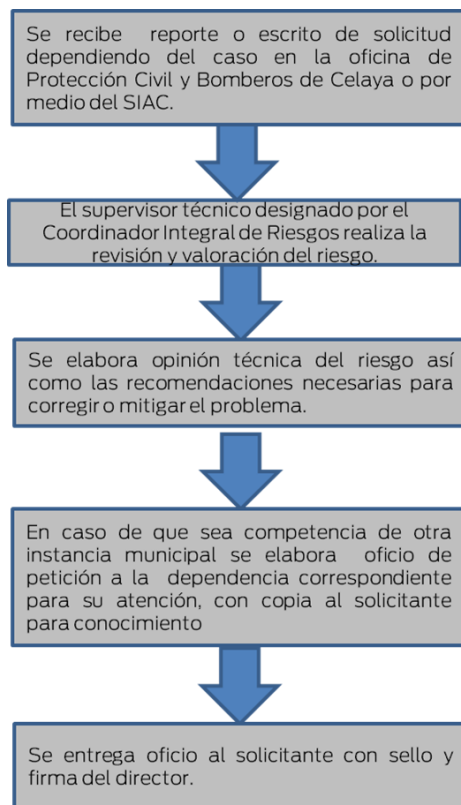 Se recibe reporte o escrito de solicitud
dependiendo del caso en la oficina de
Protección Civil y Bomberos de Celaya o por
medio del SIAC.
El supervisor técnico designado por el
Coordinador Integral de Riesgos realiza la
revisión y valoración del riesgo.
Se elabora opinión técnica del riesgo así
como las recomendaciones necesarias para
corregir o mitigar el problema.
En caso de que sea competencia de otra
instancia municipal se elabora oficio de
petición a la dependencia correspondiente
para su atención, con copia al solicitante
para conocimiento
Se entrega oficio al solicitante con sello y
firma del director.